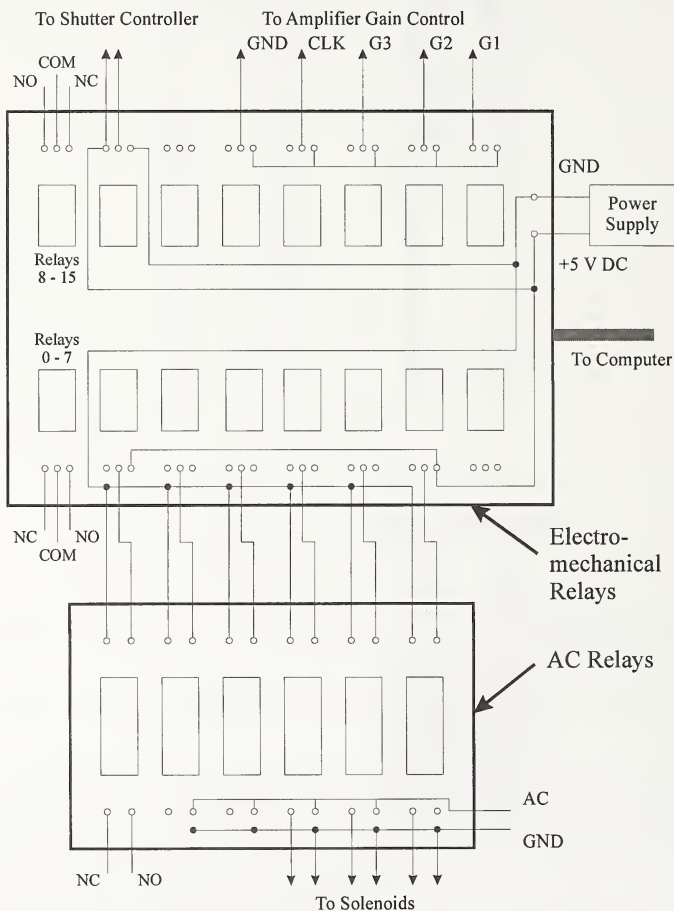 To Shutter Controller
To Amplifier Gain Control
GND CLK G3 G2 G1
COM
NO NC
GND
Power
Supply
+5 V DC
Relays
8 - 15
Relays
0 - 7
To Computer
NC NO
COM
Electro-
mechanical
Relays
AC Relays
AC
GND
NC NO
To Solenoids